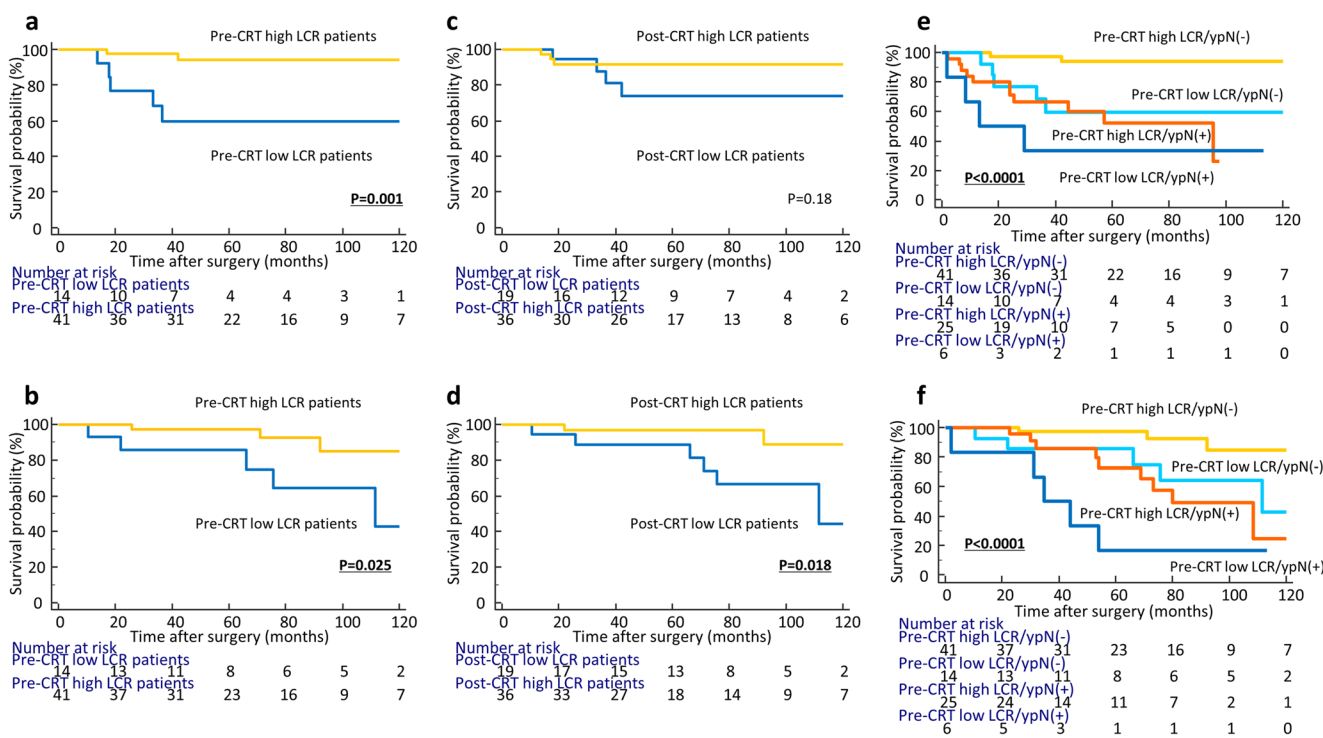 a
Pre-CRT high LCR patients
Survival probability (%)
100
80
60
40
20
0
Pre-CRT low LCR patients
P=0.001
0 20 40 60 80 100 120
Time after surgery (months)
Number at risk
Pre-CRT low LCR patients
14 10 7 4 4 3 1
Pre-CRT high LCR patients
41 36 31 22 16 9 7
c
Post-CRT high LCR patients
Survival probability (%)
100
80
60
40
20
0
Post-CRT low LCR patients
P=0.18
0 20 40 60 80 100 120
Time after surgery (months)
Number at risk
Post-CRT low LCR patients
19 16 12 9 7 4 2
Post-CRT high LCR patients
36 30 26 17 13 8 6
e
Pre-CRT high LCR/ypN(-)
Survival probability (%)
100
80
60
40
20
0
Pre-CRT low LCR/ypN(-)
Pre-CRT high LCR/ypN(+)
P<0.0001
Pre-CRT low LCR/ypN(+)
0 20 40 60 80 100 120
Time after surgery (months)
Number at risk
Pre-CRT high LCR/ypN(-)
41 36 31 22 16 9 7
Pre-CRT low LCR/ypN(-)
14 10 7 4 4 3 1
Pre-CRT high LCR/ypN(+)
25 19 10 7 5 0 0
Pre-CRT low LCR/ypN(+)
6 3 2 1 1 1 0
b
Pre-CRT high LCR patients
Survival probability (%)
100
80
60
40
20
0
Pre-CRT low LCR patients
P=0.025
0 20 40 60 80 100 120
Time after surgery (months)
Number at risk
Pre-CRT low LCR patients
14 13 11 8 6 5 2
Pre-CRT high LCR patients
41 37 31 23 16 9 7
d
Post-CRT high LCR patients
Survival probability (%)
100
80
60
40
20
0
Post-CRT low LCR patients
P=0.018
0 20 40 60 80 100 120
Time after surgery (months)
Number at risk
Post-CRT low LCR patients
19 17 15 13 8 5 2
Post-CRT high LCR patients
36 33 27 18 14 9 7
f
Pre-CRT high LCR/ypN(-)
Survival probability (%)
100
80
60
40
20
0
Pre-CRT low LCR/ypN(-)
Pre-CRT high LCR/ypN(+)
P<0.0001
Pre-CRT low LCR/ypN(+)
0 20 40 60 80 100 120
Time after surgery (months)
Number at risk
Pre-CRT high LCR/ypN(-)
41 37 31 23 16 9 7
Pre-CRT low LCR/ypN(-)
14 13 11 8 6 5 2
Pre-CRT high LCR/ypN(+)
25 24 14 11 7 2 1
Pre-CRT low LCR/ypN(+)
6 5 3 1 1 1 0